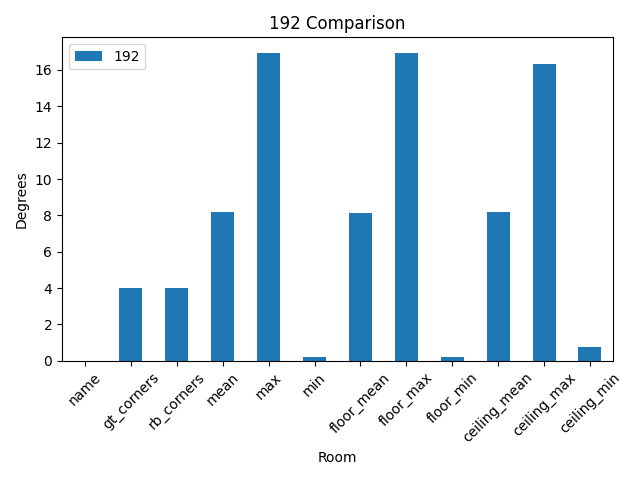 192 Comparison
192
Degrees
16
14
12
10
8
6
4
2
0
name
gt_corners
rb_corners
mean
max
min
floor_mean
floor_max
floor_min
ceiling_mean
ceiling_max
ceiling_min
Room